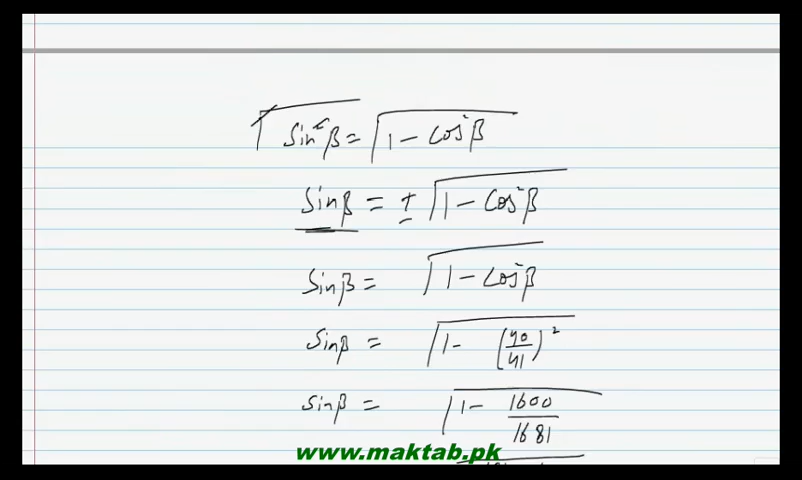 √sin²β = √1 - cos²β
sinβ = ± √1 - cos²β
sinβ = √1 - cos²β
sinβ = √1 - (40/41)²
sinβ = √1 - 1600/1681
www.maktab.pk